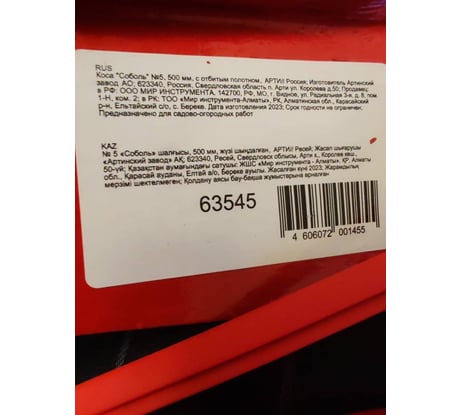 RUS
Коса "Соболь" №5, 500 мм, с отбитым полотном, АРТИ// Россия; Изготовитель Артинский
завод АО; 623340, Россия, Свердловская область п. Арти ул. Королева д.50; Продавец:
в РФ: ООО МИР ИНСТРУМЕНТА, 142700, РФ, МО, г. Видное, ул. Радиальная 3-я, д. 8, пом.
1-Н, ком. 2; в РК: ТОО «Мир инструмента-Алматы», РК, Алматинская обл., Карасайский
р-н, Ельтайский с/о, с. Береке. Дата изготовления 2023; Срок годности не ограничен,
Предназначено для садово-огородных работ
KAZ
№ 5 «Соболь» шалғысы, 500 мм, жүзі шыңдалған, АРТИ// Ресей; Жасап шығарушы
«Артинский завод» АҚ; 623340, Ресей, Свердловск облысы, Арти к., Королев көш.,
50-үй; Қазақстан аумағындағы сатушы: ЖШС «Мир инструмента - Алматы», ҚР, Алматы
обл., Қарасай ауданы, Елтай а/о, Береке ауылы. Жасалған күні 2023; Жарамдылық
мерзімі шектелмеген; Қолдану аясы бау-бақша жұмыстарына арналған
63545
4 606072 001455